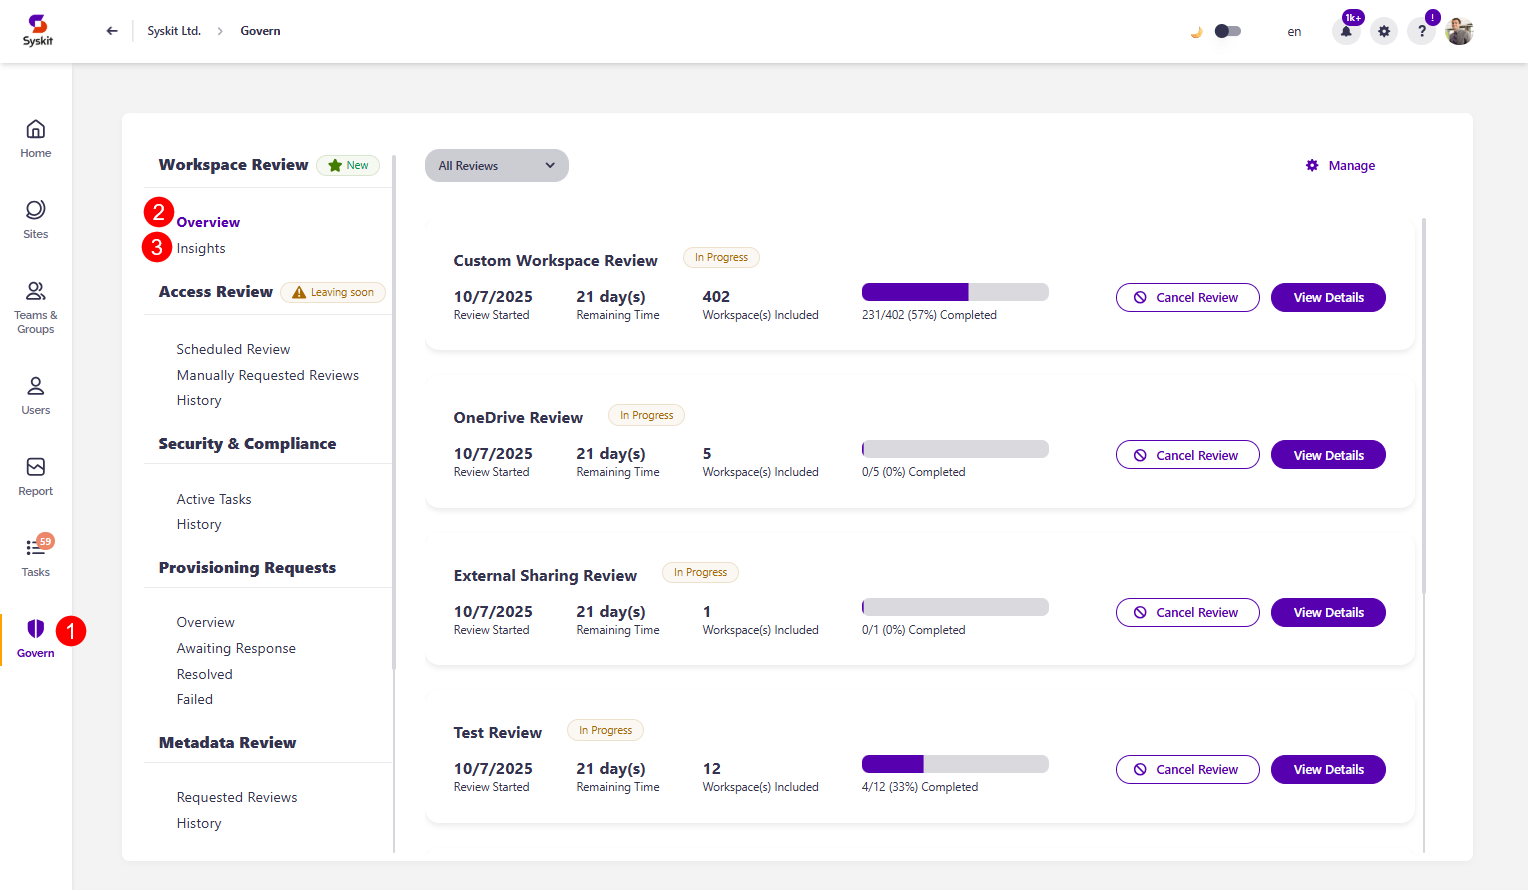 Syskit
Syskit Ltd. > Govern
en
1k+
?
!
Home
Sites
Teams &
Groups
Users
Report
59
Tasks
1
Govern
Workspace Review New
2 Overview
3 Insights
Access Review Leaving soon
Scheduled Review
Manually Requested Reviews
History
Security & Compliance
Active Tasks
History
Provisioning Requests
Overview
Awaiting Response
Resolved
Failed
Metadata Review
Requested Reviews
History
All Reviews
Manage
Custom Workspace Review In Progress
10/7/2025 21 day(s) 402
Review Started Remaining Time Workspace(s) Included 231/402 (57%) Completed
Cancel Review View Details
OneDrive Review In Progress
10/7/2025 21 day(s) 5
Review Started Remaining Time Workspace(s) Included 0/5 (0%) Completed
Cancel Review View Details
External Sharing Review In Progress
10/7/2025 21 day(s) 1
Review Started Remaining Time Workspace(s) Included 0/1 (0%) Completed
Cancel Review View Details
Test Review In Progress
10/7/2025 21 day(s) 12
Review Started Remaining Time Workspace(s) Included 4/12 (33%) Completed
Cancel Review View Details